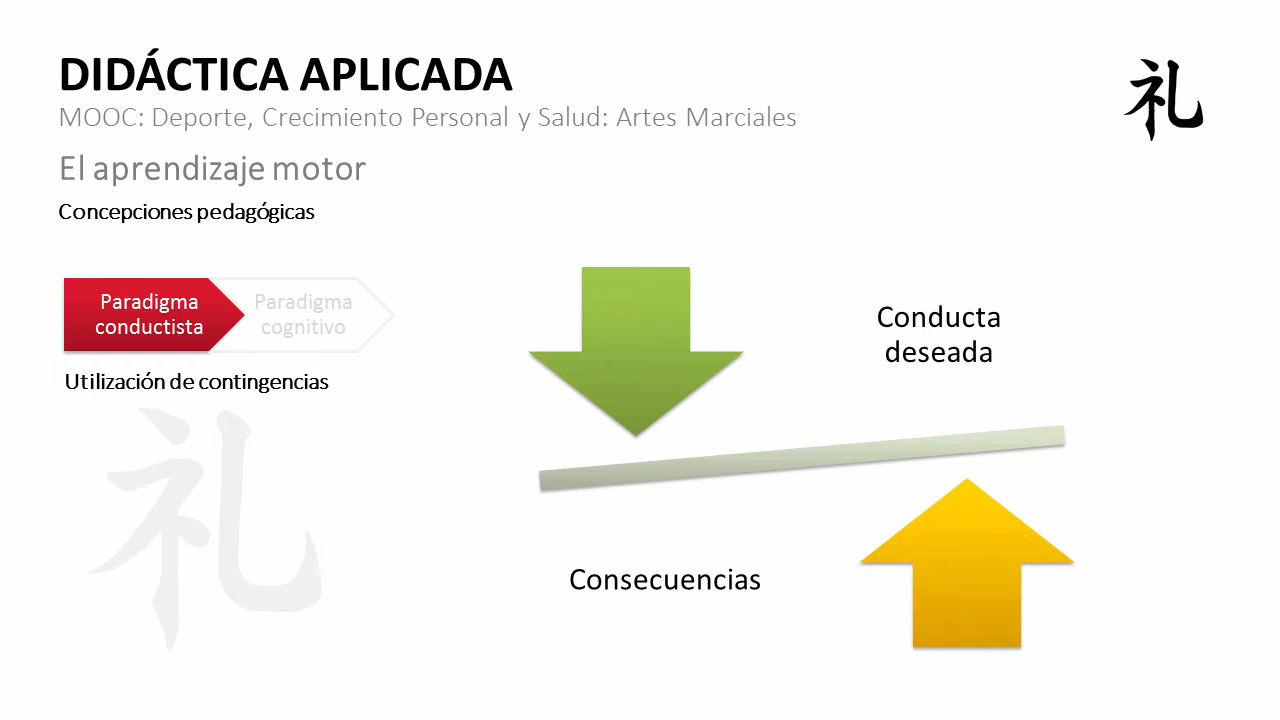 DIDÁCTICA APLICADA
MOOC: Deporte, Crecimiento Personal y Salud: Artes Marciales
礼
El aprendizaje motor
Concepciones pedagógicas
Paradigma
conductista
Paradigma
cognitivo
Utilización de contingencias
礼
Conducta
deseada
Consecuencias